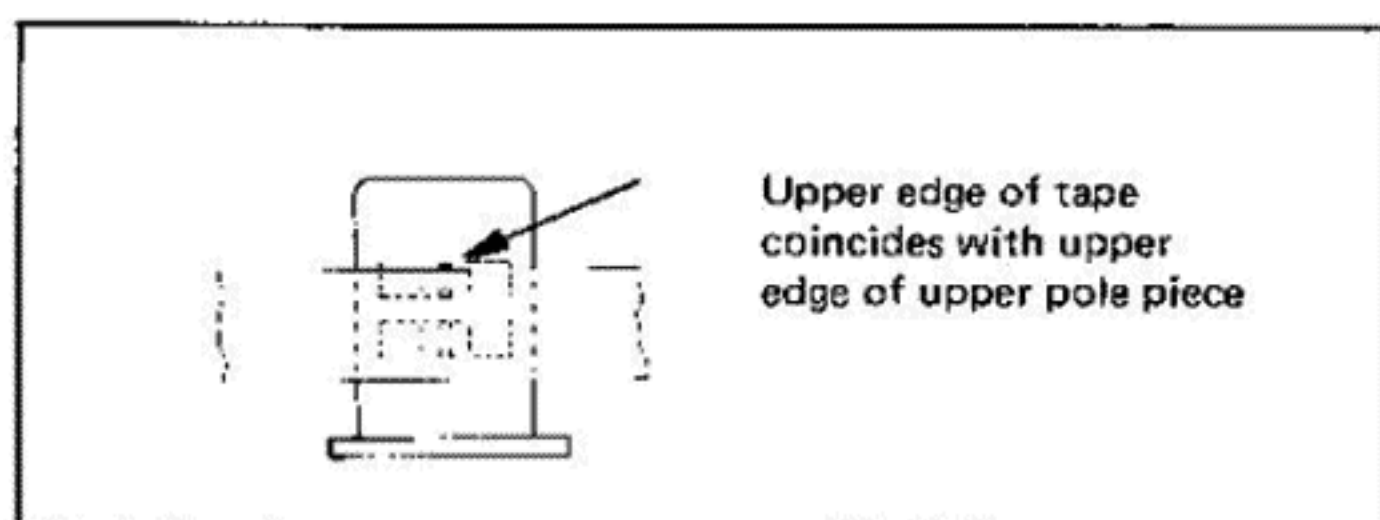 Upper edge of tape
coincides with upper
edge of upper pole piece